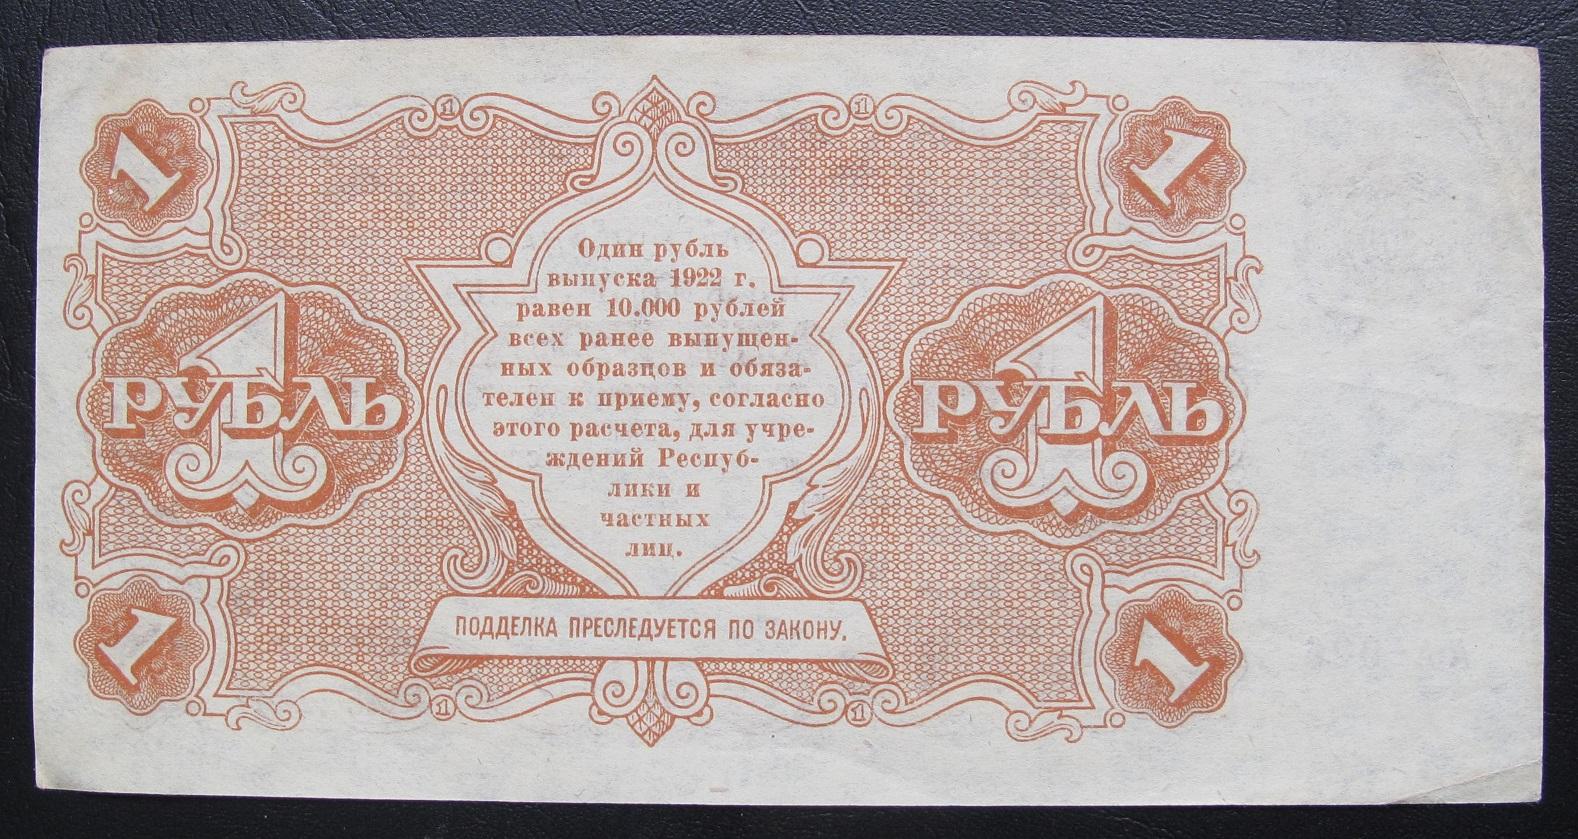 1
1
1
1
Один рубль
выпуска 1922 г.
равен 10.000 рублей
всех ранее выпущен-
ных образцов и обяза-
телен к приему, согласно
этого расчета, для учре-
ждений Респуб-
лики и
частных
лиц.
1
РУБЛЬ
1
РУБЛЬ
ПОДДЕЛКА ПРЕСЛЕДУЕТСЯ ПО ЗАКОНУ.
1
1
1
1